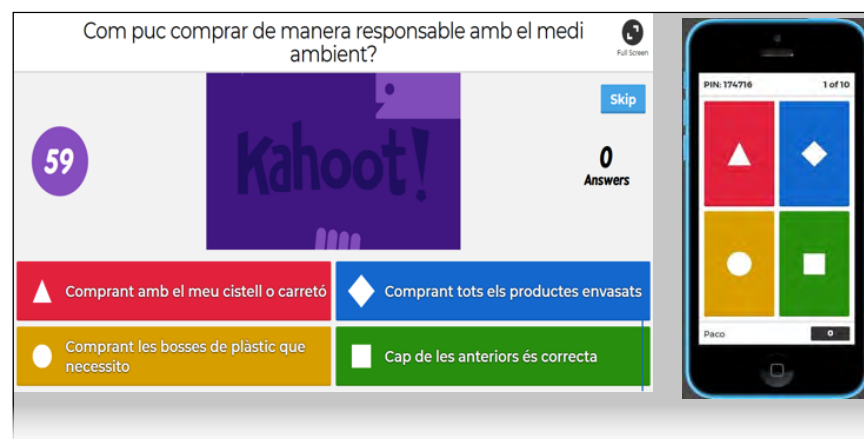 Com puc comprar de manera responsable amb el medi
ambient?
Full Screen
Skip
59
Kahoot!
0
Answers
Comprant amb el meu cistell o carretó
Comprant tots els productes envasats
Comprant les bosses de plàstic que
necessito
Cap de les anteriors és correcta
PIN: 174716
1 of 10
Paco
0